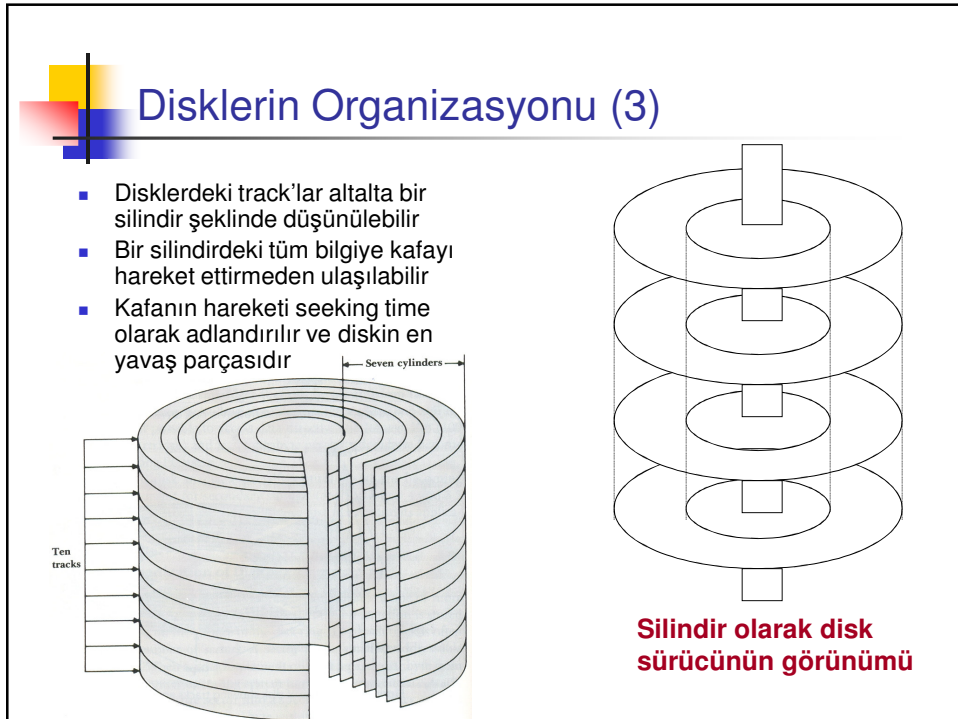 Disklerin Organizasyonu (3)
Disklerdeki track’lar altalta bir
silindir şeklinde düşünülebilir
Bir silindirdeki tüm bilgiye kafayı
hareket ettirmeden ulaşılabilir
Kafanın hareketi seeking time
olarak adlandırılır ve diskin en
yavaş parçasıdır
Seven cylinders
Ten
tracks
Silindir olarak disk
sürücünün görünümü